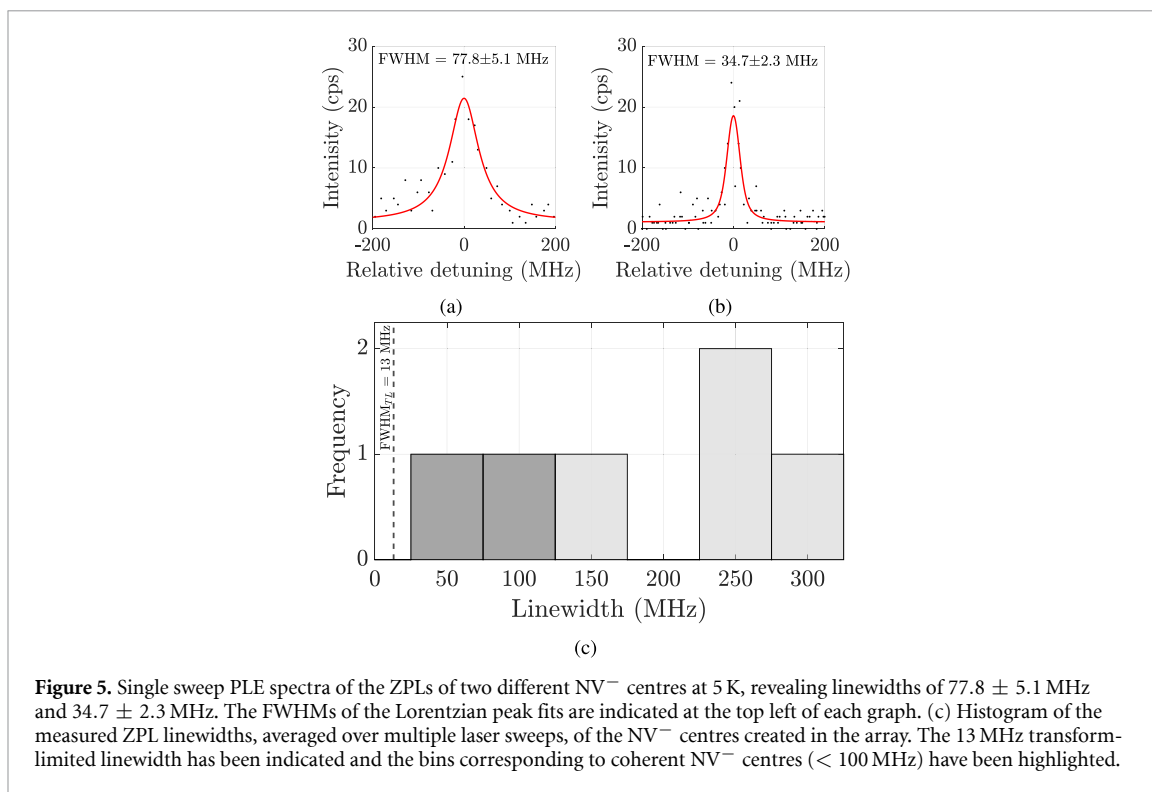 FWHM = 77.8±5.1 MHz
30
20
10
0
Intenisity (cps)
-200 0 200
Relative detuning (MHz)
(a)
FWHM = 34.7±2.3 MHz
30
20
10
0
Intenisity (cps)
-200 0 200
Relative detuning (MHz)
(b)
FWHM_TL = 13 MHz
2
1
0
Frequency
0 50 100 150 200 250 300
Linewidth (MHz)
(c)
Figure 5. Single sweep PLE spectra of the ZPLs of two different NV⁻ centres at 5 K, revealing linewidths of 77.8 ± 5.1 MHz
and 34.7 ± 2.3 MHz. The FWHMs of the Lorentzian peak fits are indicated at the top left of each graph. (c) Histogram of the
measured ZPL linewidths, averaged over multiple laser sweeps, of the NV⁻ centres created in the array. The 13 MHz transform-
limited linewidth has been indicated and the bins corresponding to coherent NV⁻ centres (< 100 MHz) have been highlighted.